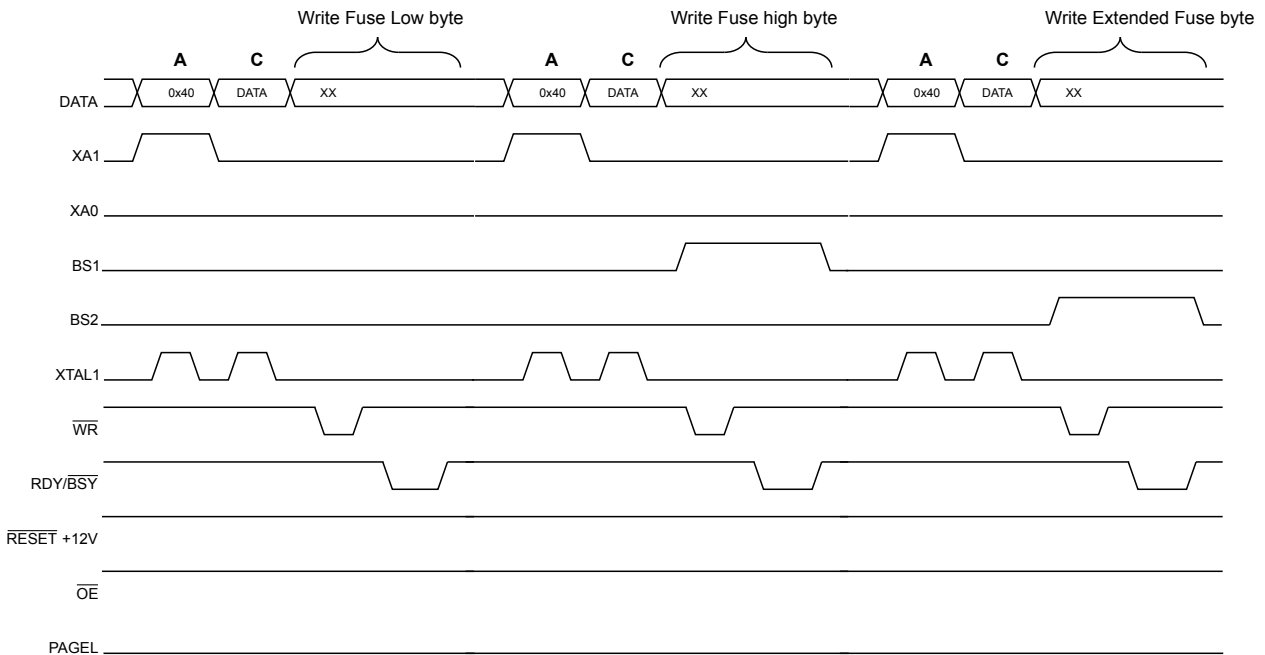 Write Fuse Low byte Write Fuse high byte Write Extended Fuse byte
A C A C A C
DATA 0x40 DATA XX 0x40 DATA XX 0x40 DATA XX
XA1
XA0
BS1
BS2
XTAL1
WR
RDY/BSY
RESET +12V
OE
PAGEL